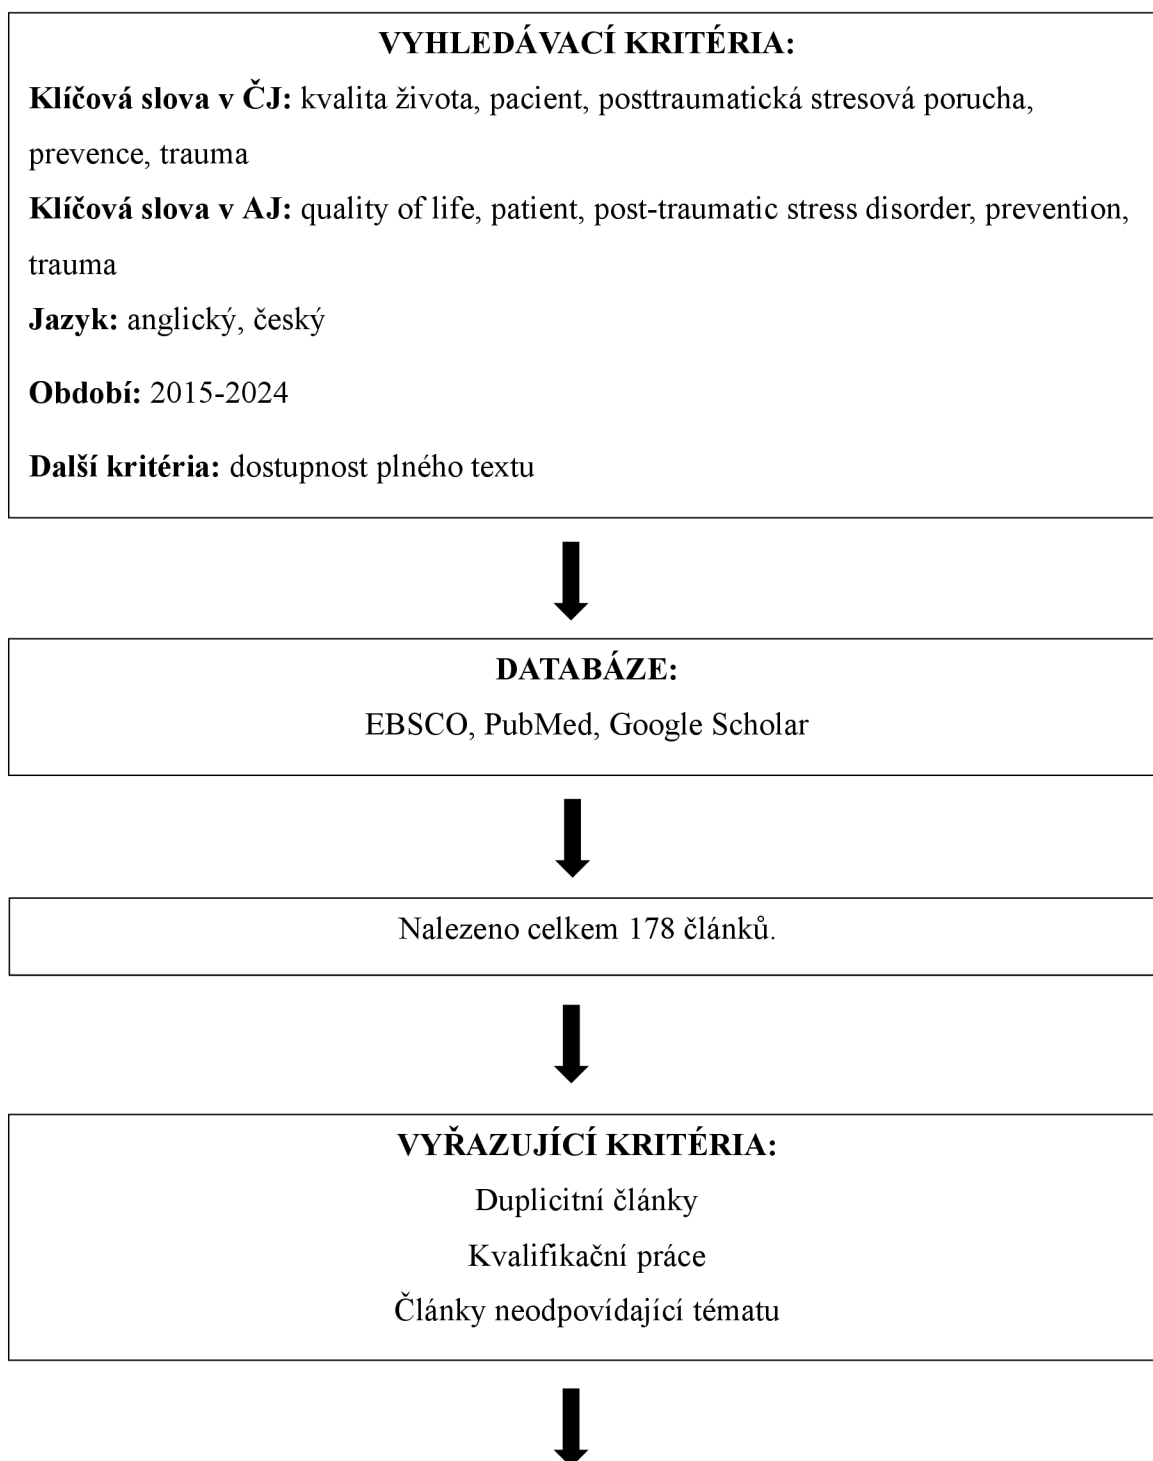 VYHLEDÁVACÍ KRITÉRIA:
Klíčová slova v ČJ: kvalita života, pacient, posttraumatická stresová porucha,
prevence, trauma
Klíčová slova v AJ: quality of life, patient, post-traumatic stress disorder, prevention,
trauma
Jazyk: anglický, český
Období: 2015-2024
Další kritéria: dostupnost plného textu
DATABÁZE:
EBSCO, PubMed, Google Scholar
Nalezeno celkem 178 článků.
VYŘAZUJÍCÍ KRITÉRIA:
Duplicitní články
Kvalifikační práce
Články neodpovídající tématu